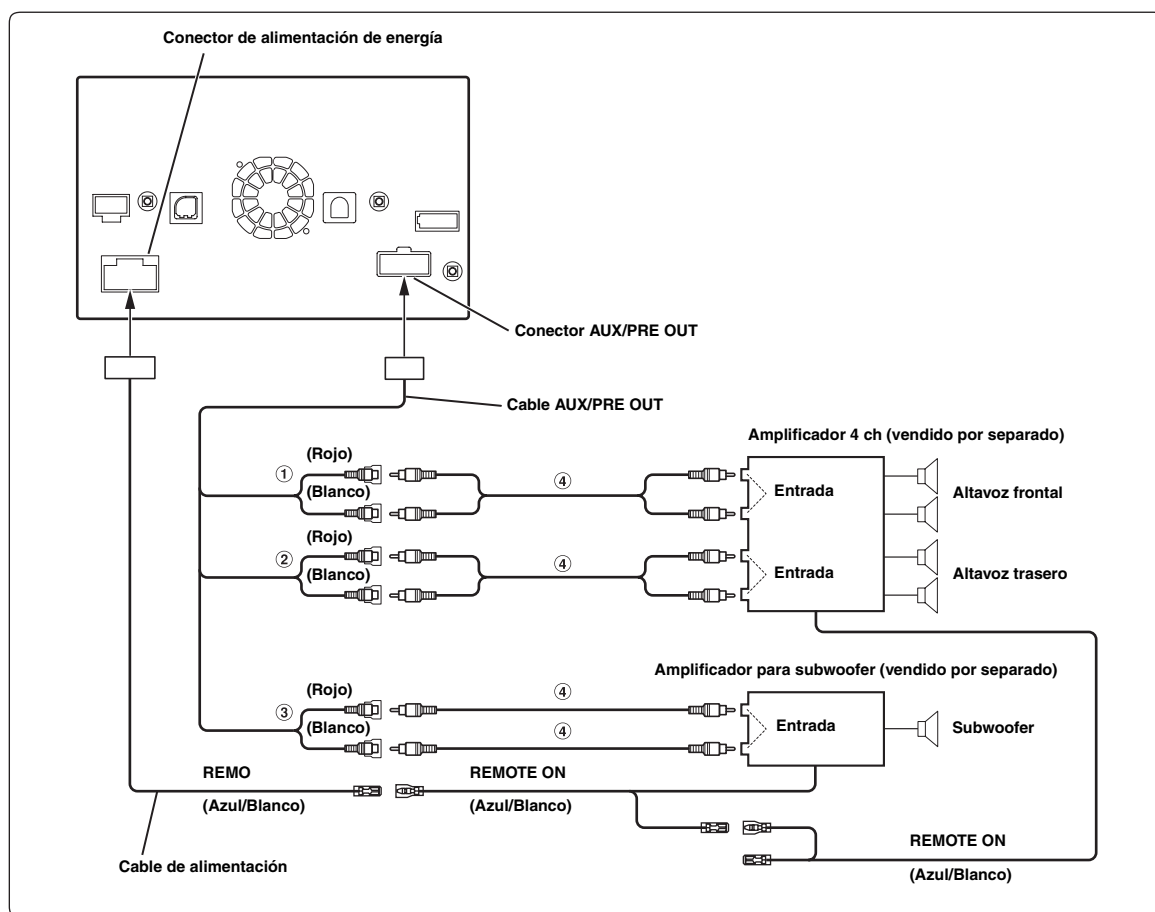 Conector de alimentación de energía
Conector AUX/PRE OUT
Cable AUX/PRE OUT
Amplificador 4 ch (vendido por separado)
(Rojo)
①
(Blanco)
④
Entrada
Altavoz frontal
(Rojo)
②
(Blanco)
④
Entrada
Altavoz trasero
Amplificador para subwoofer (vendido por separado)
(Rojo)
③
(Blanco)
④
④
Entrada
Subwoofer
REMO
(Azul/Blanco)
REMOTE ON
(Azul/Blanco)
REMOTE ON
(Azul/Blanco)
Cable de alimentación